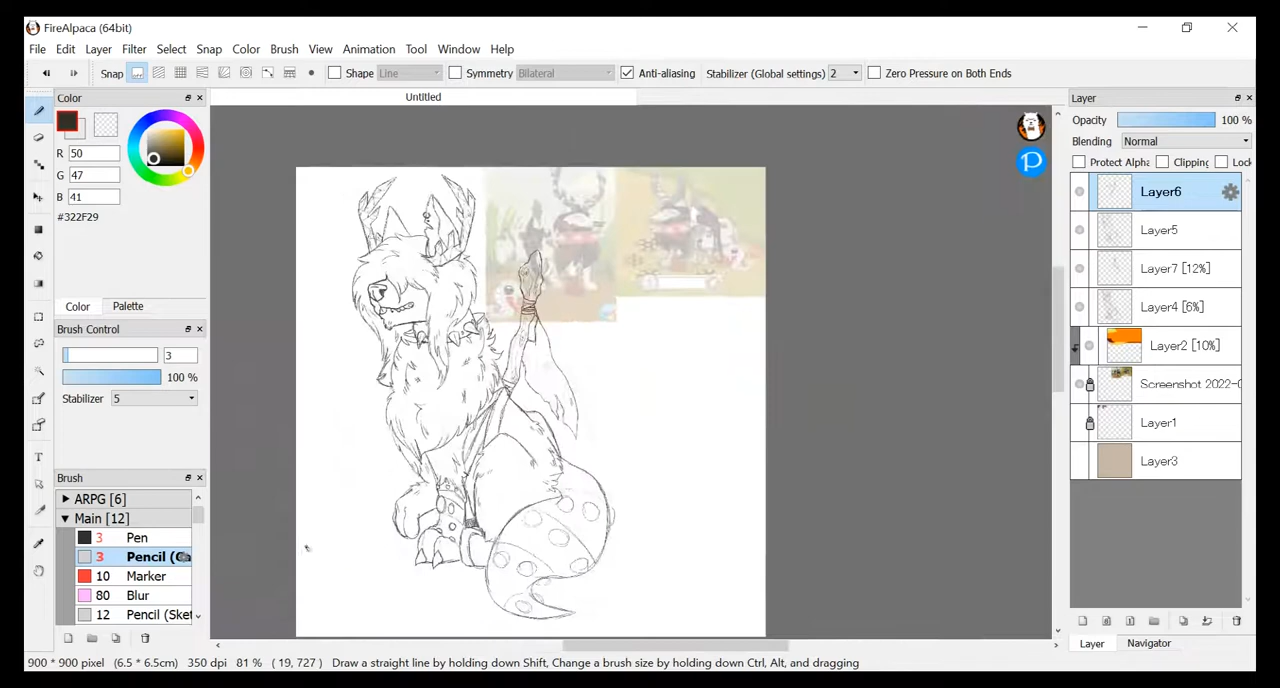 FireAlpaca (64bit)
File Edit Layer Filter Select Snap Color Brush View Animation Tool Window Help
Snap Shape Line Symmetry Bilateral Anti-aliasing Stabilizer (Global settings) 2 Zero Pressure on Both Ends
Color
Untitled
Layer
R 50
G 47
B 41
#322F29
Color Palette
Brush Control
3
100 %
Stabilizer 5
Brush
ARPG [6]
Main [12]
3 Pen
3 Pencil (Ca
10 Marker
80 Blur
12 Pencil (Sket
Opacity 100 %
Blending Normal
Protect Alpha Clipping Lock
Layer6
Layer5
Layer7 [12%]
Layer4 [6%]
Layer2 [10%]
Screenshot 2022-0
Layer1
Layer3
Layer Navigator
900 * 900 pixel (6.5 * 6.5cm) 350 dpi 81 % ( 19, 727 ) Draw a straight line by holding down Shift, Change a brush size by holding down Ctrl, Alt, and dragging